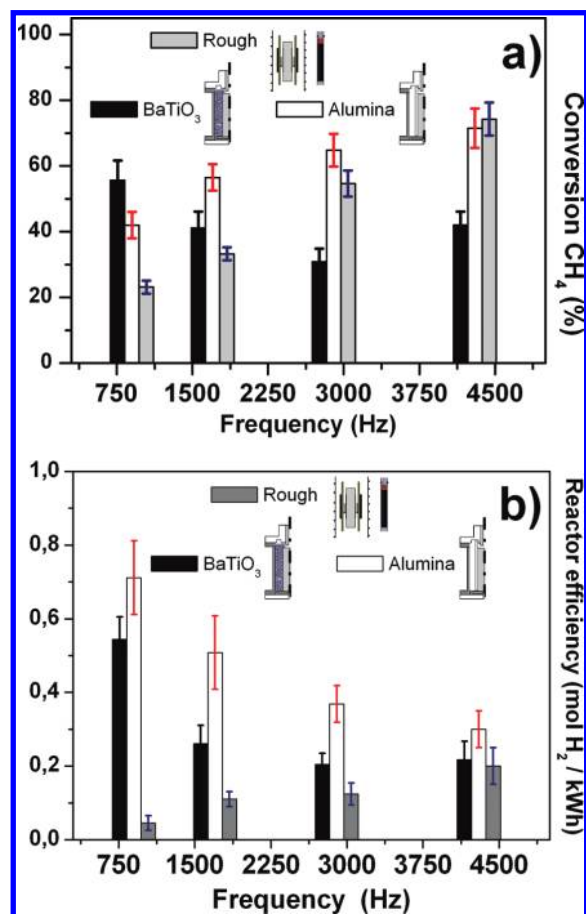 a)
Rough
BaTiO₃ Alumina
100
80
60
40
20
0
Conversion CH₄ (%)
750 1500 2250 3000 3750 4500
Frequency (Hz)
b)
Rough
BaTiO₃ Alumina
1,0
0,8
0,6
0,4
0,2
0,0
Reactor efficiency (mol H₂ / kWh)
750 1500 2250 3000 3750 4500
Frequency (Hz)